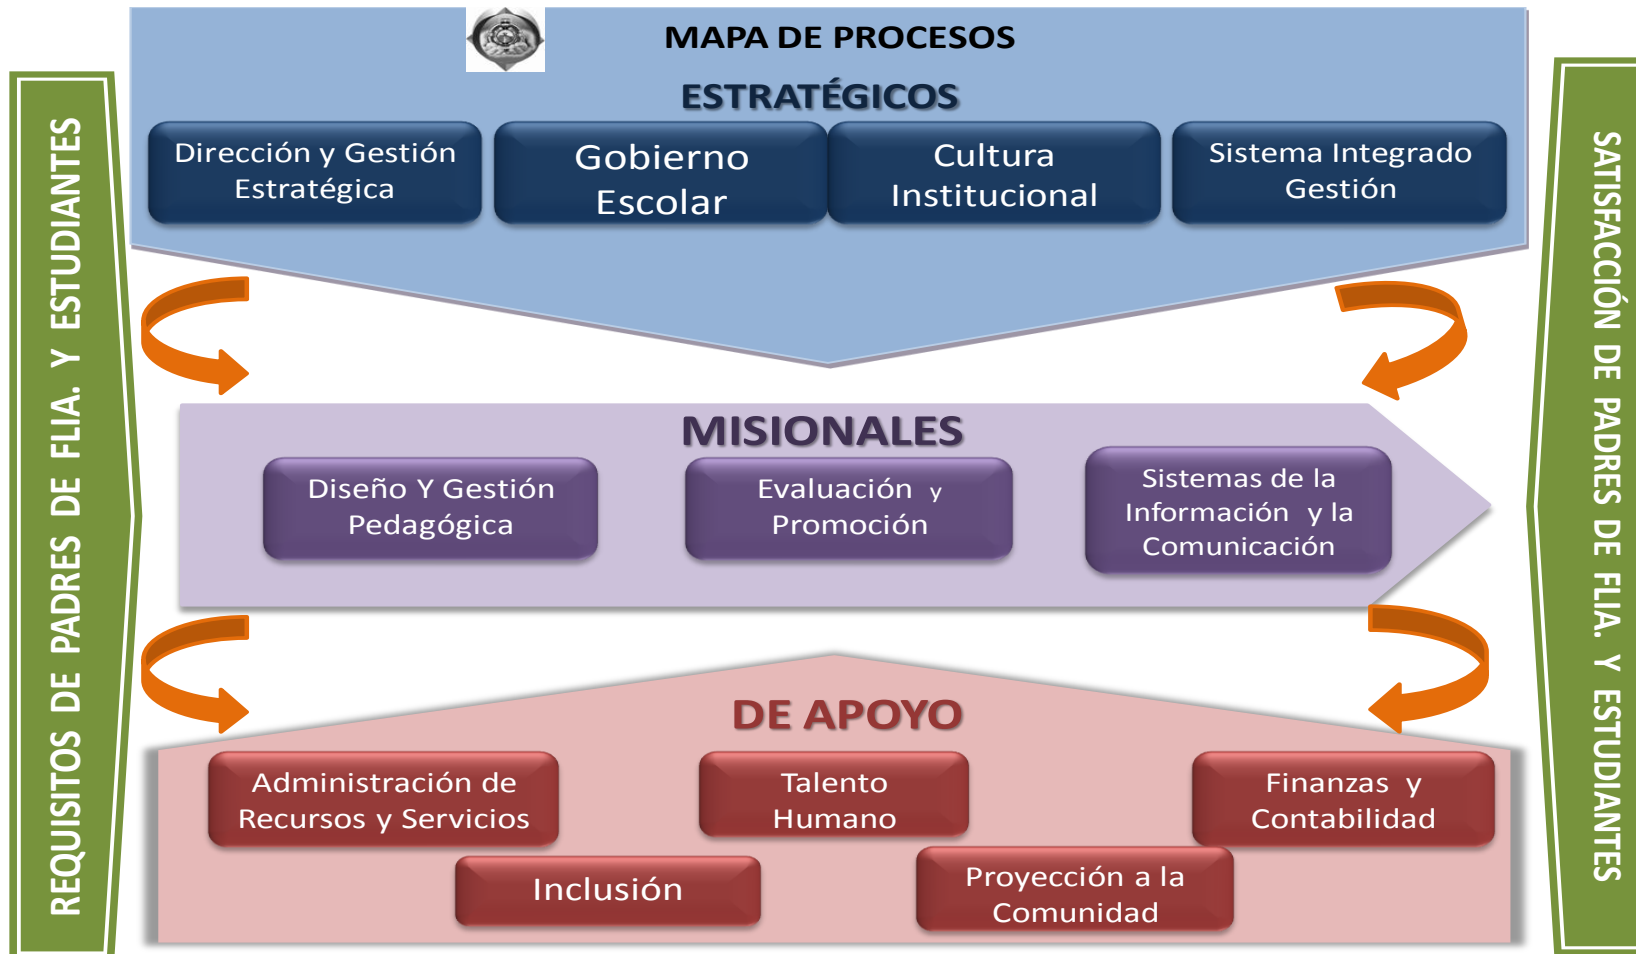 MAPA DE PROCESOS
ESTRATÉGICOS
Dirección y Gestión
Estratégica
Gobierno
Escolar
Cultura
Institucional
Sistema Integrado
Gestión
REQUISITOS DE PADRES DE FLIA. Y ESTUDIANTES
SATISFACCIÓN DE PADRES DE FLIA. Y ESTUDIANTES
MISIONALES
Diseño Y Gestión
Pedagógica
Evaluación y
Promoción
Sistemas de la
Información y la
Comunicación
DE APOYO
Administración de
Recursos y Servicios
Talento
Humano
Finanzas y
Contabilidad
Inclusión
Proyección a la
Comunidad